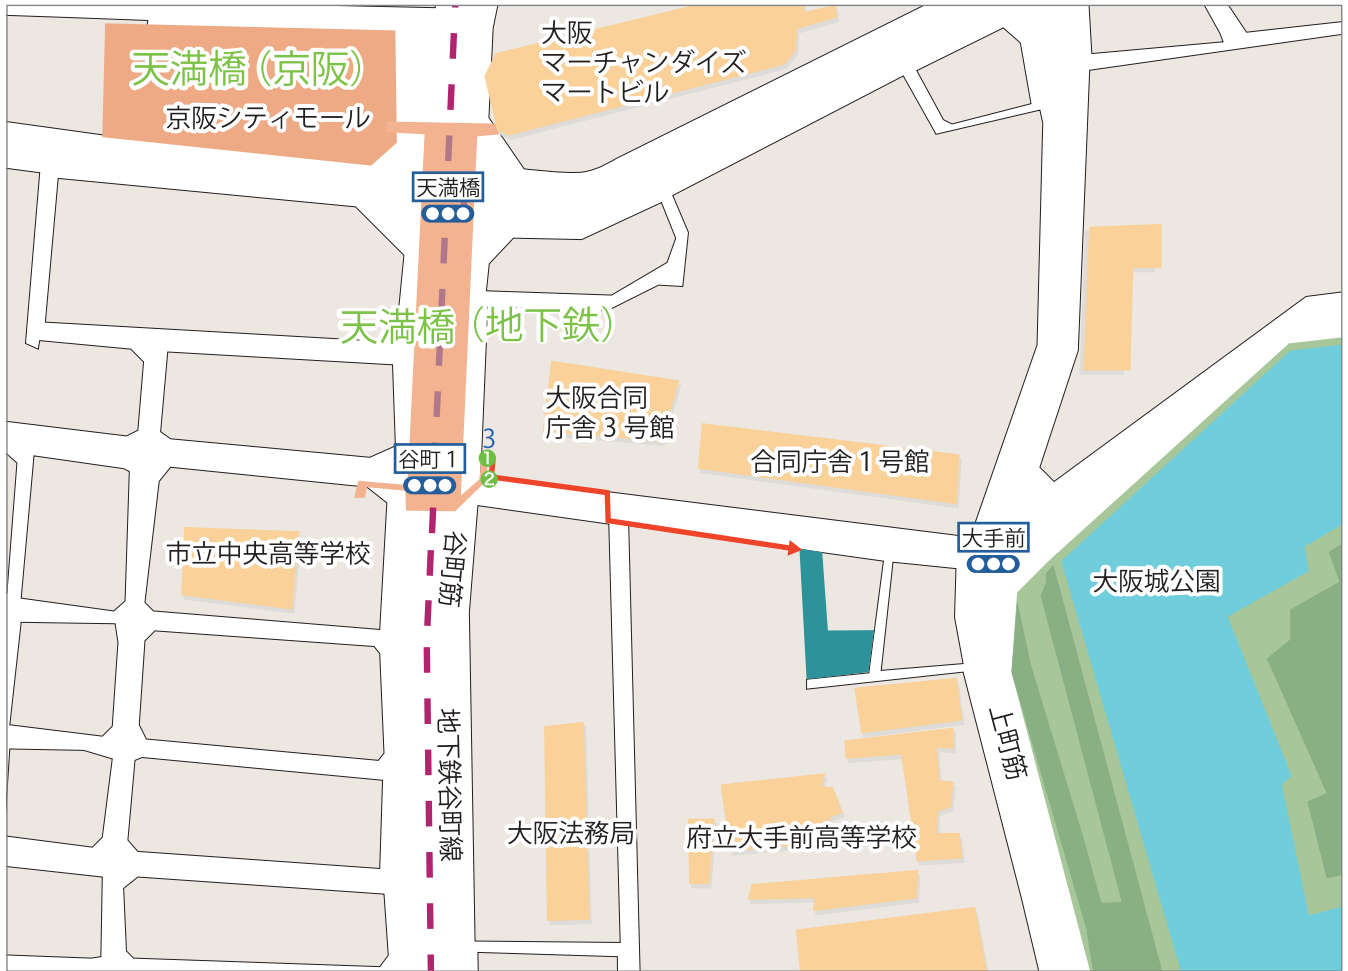 大阪
マーチャンダイズ
マートビル
天満橋（京阪）
京阪シティモール
天満橋
天満橋（地下鉄）
大阪合同
庁舎3号館
3
谷町1
1
2
合同庁舎1号館
大手前
市立中央高等学校
谷町筋
大阪城公園
上町筋
地下鉄谷町線
大阪法務局
府立大手前高等学校